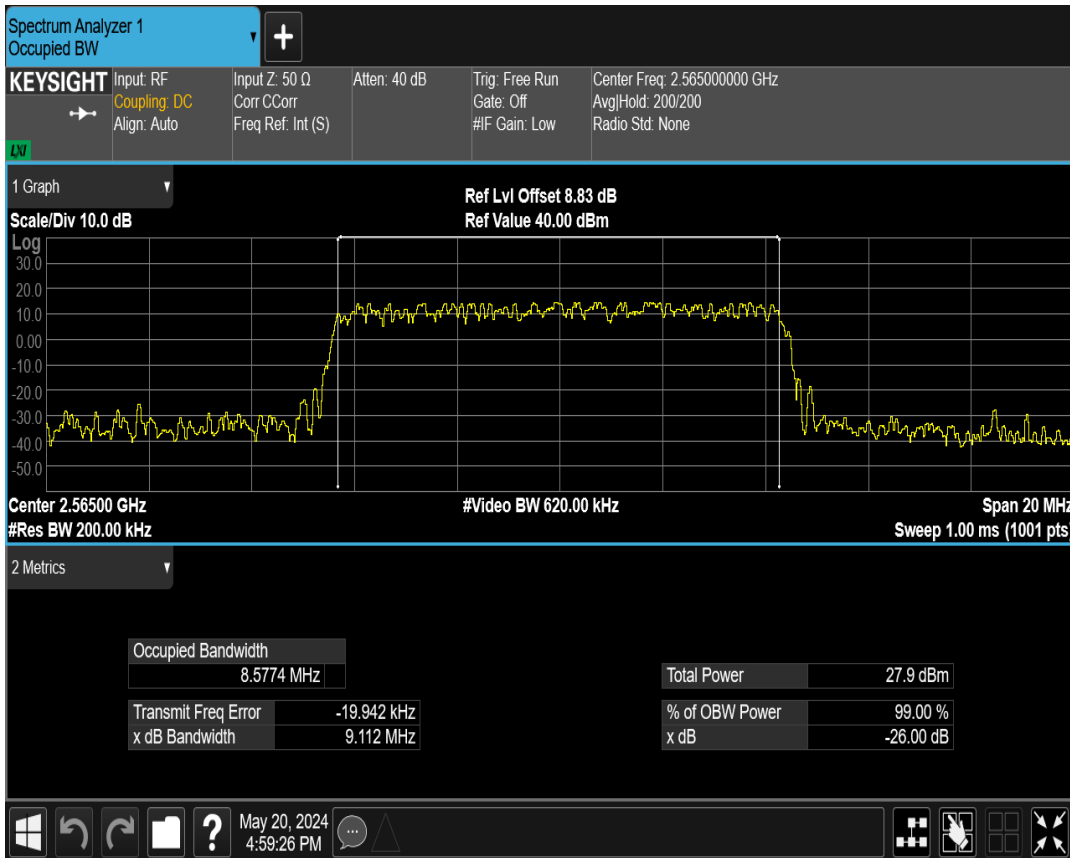 Spectrum Analyzer 1
Occupied BW
+
KEYSIGHT
LXI
Input: RF
Coupling: DC
Align: Auto
Input Z: 50 Ω
Corr CCorr
Freq Ref: Int (S)
Atten: 40 dB
Trig: Free Run
Gate: Off
#IF Gain: Low
Center Freq: 2.565000000 GHz
Avg|Hold: 200/200
Radio Std: None
1 Graph
Scale/Div 10.0 dB
Ref Lvl Offset 8.83 dB
Ref Value 40.00 dBm
Log
30.0
20.0
10.0
0.00
-10.0
-20.0
-30.0
-40.0
-50.0
Center 2.56500 GHz
#Res BW 200.00 kHz
#Video BW 620.00 kHz
Span 20 MHz
Sweep 1.00 ms (1001 pts)
2 Metrics
Occupied Bandwidth
8.5774 MHz
Transmit Freq Error -19.942 kHz
x dB Bandwidth 9.112 MHz
Total Power 27.9 dBm
% of OBW Power 99.00 %
x dB -26.00 dB
?
May 20, 2024
4:59:26 PM